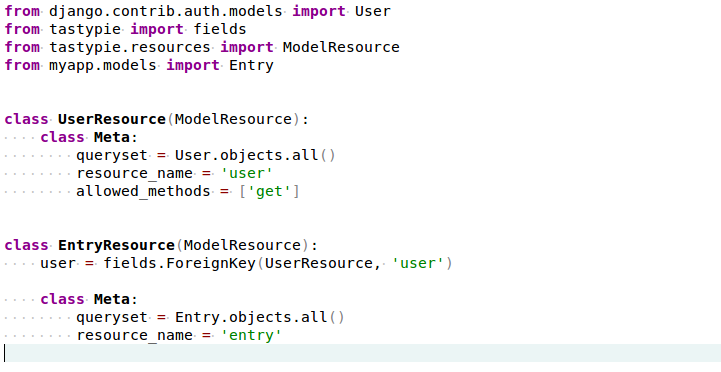 from django.contrib.auth.models import User
from tastypie import fields
from tastypie.resources import ModelResource
from myapp.models import Entry
class UserResource(ModelResource):
    class Meta:
        queryset = User.objects.all()
        resource_name = 'user'
        allowed_methods = ['get']
class EntryResource(ModelResource):
    user = fields.ForeignKey(UserResource, 'user')
    class Meta:
        queryset = Entry.objects.all()
        resource_name = 'entry'